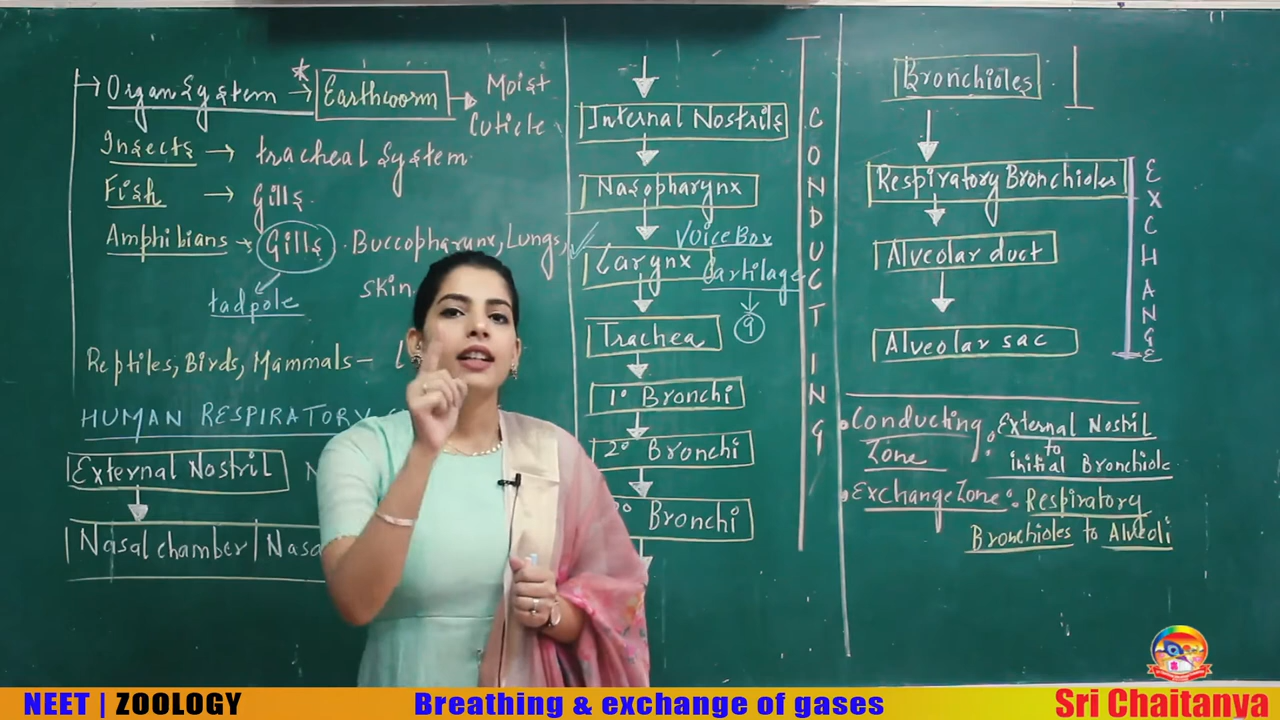 Organ System → * Earthworm → Moist
Cuticle
Insects → tracheal System.
Fish → Gills.
Amphibians → Gills. Buccopharynx, Lungs,
skin
tadpole
Reptiles, Birds, Mammals –
HUMAN RESPIRATORY
External Nostril
Nasal chamber |
Internal Nostrils
Nasopharynx
Voice Box
Larynx Cartilage
9
Trachea
1° Bronchi
2° Bronchi
Bronchi
CONDUCTING
Bronchioles
Respiratory Bronchioles
Alveolar duct
Alveolar sac
EXCHANGE
Conducting Zone : External Nostril
to
initial Bronchiole
Exchange Zone : Respiratory
Bronchioles to Alveoli
NEET | ZOOLOGY
Breathing & exchange of gases
Sri Chaitanya